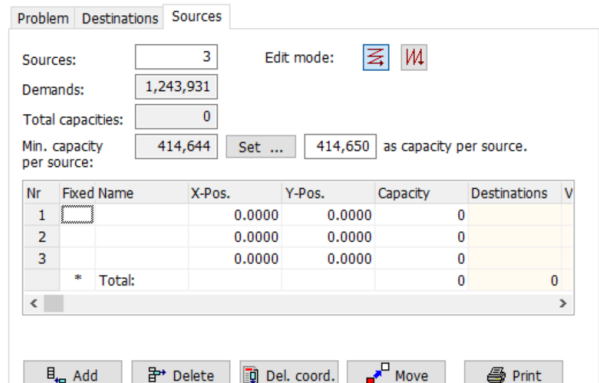 Problem Destinations Sources
Sources: 3 Edit mode:
Demands: 1,243,931
Total capacities: 0
Min. capacity per source: 414,644 Set ... 414,650 as capacity per source.
Nr Fixed Name X-Pos. Y-Pos. Capacity Destinations V
1 0.0000 0.0000 0
2 0.0000 0.0000 0
3 0.0000 0.0000 0
* Total: 0 0
Add Delete Del. coord. Move Print